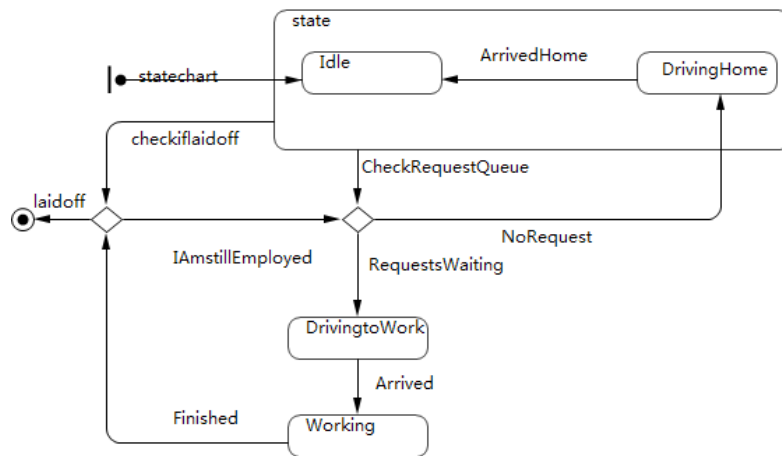 state
Idle
ArrivedHome
DrivingHome
statechart
checkiflaidoff
CheckRequestQueue
laidoff
IAmstillEmployed
NoRequest
RequestsWaiting
DrivingtoWork
Arrived
Finished
Working